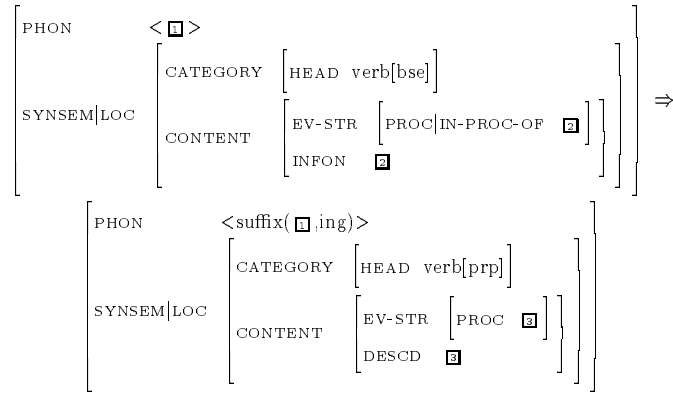 PHON < 1 >
CATEGORY [HEAD verb[bse]]
SYNSEM|LOC
EV-STR [PROC|IN-PROC-OF 2]
CONTENT
INFON 2
⇒
PHON <suffix( 1 ,ing)>
CATEGORY [HEAD verb[prp]]
SYNSEM|LOC
EV-STR [PROC 3]
CONTENT
DESCD 3